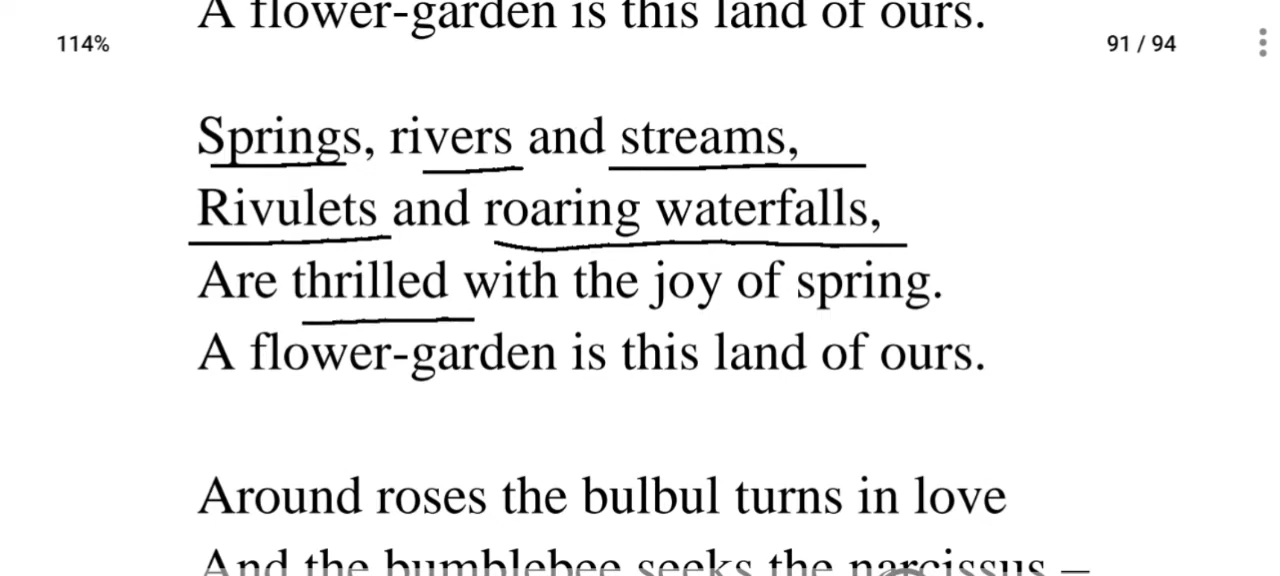 A flower-garden is this land of ours.
114%
91 / 94
Springs, rivers and streams,
Rivulets and roaring waterfalls,
Are thrilled with the joy of spring.
A flower-garden is this land of ours.
Around roses the bulbul turns in love
And the bumblebee seeks the narcissus –